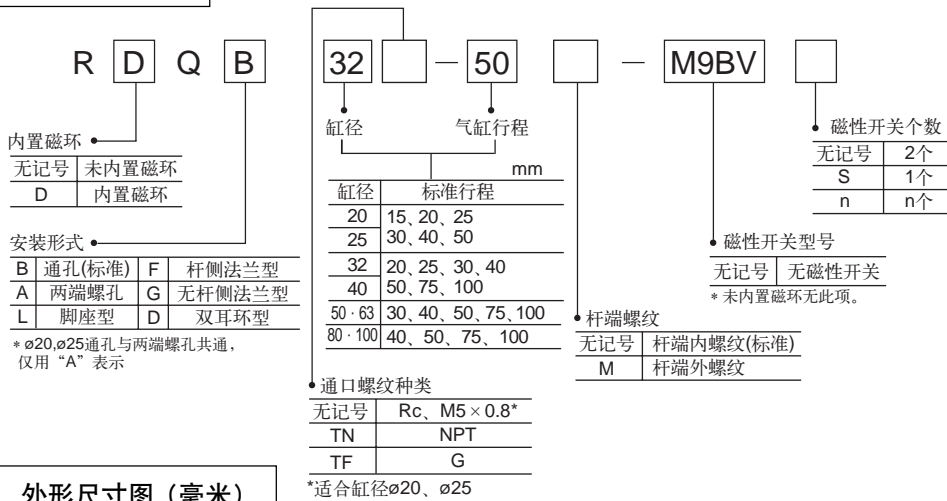 R D Q B 32 — 50 — M9BV
内置磁环
无记号 未内置磁环
D 内置磁环
安装形式
B 通孔(标准) F 杆侧法兰型
A 两端螺孔 G 无杆侧法兰型
L 脚座型 D 双耳环型
*ø20,ø25通孔与两端螺孔共通，
仅用“A”表示
缸径 气缸行程
mm
缸径 标准行程
20 15、20、25
25 30、40、50
32 20、25、30、40
40 50、75、100
50·63 30、40、50、75、100
80·100 40、50、75、100
通口螺纹种类
无记号 Rc、M5×0.8*
TN NPT
TF G
*适合缸径ø20、ø25
杆端螺纹
无记号 杆端内螺纹(标准)
M 杆端外螺纹
磁性开关型号
无记号 无磁性开关
*未内置磁环无此项。
磁性开关个数
无记号 2个
S 1个
n n个
外形尺寸图（毫米）